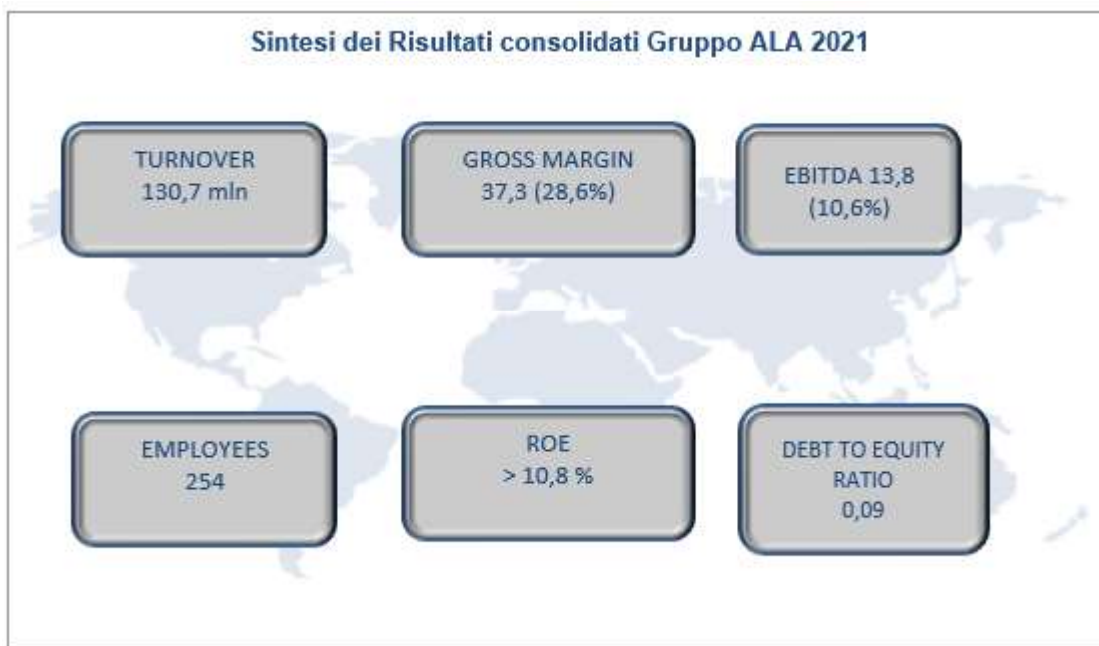 Sintesi dei Risultati consolidati Gruppo ALA 2021
TURNOVER
130,7 mln
GROSS MARGIN
37,3 (28,6%)
EBITDA 13,8
(10,6%)
EMPLOYEES
254
ROE
> 10,8 %
DEBT TO EQUITY
RATIO
0,09